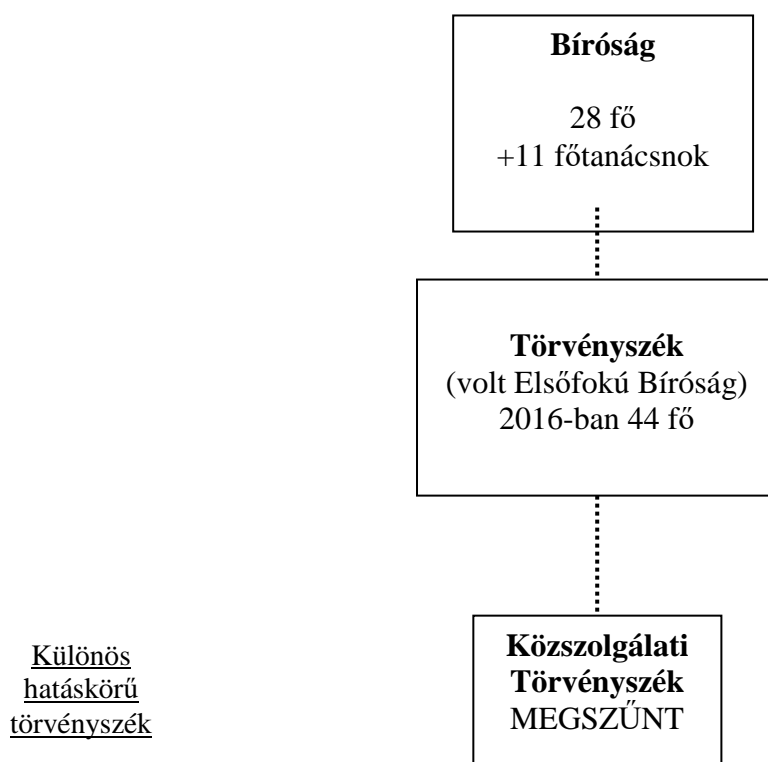 Bíróság
28 fő
+11 főtanácsnok
Törvényszék
(volt Elsőfokú Bíróság)
2016-ban 44 fő
Különös
hatáskörű
törvényszék
Közszolgálati
Törvényszék
MEGSZŰNT